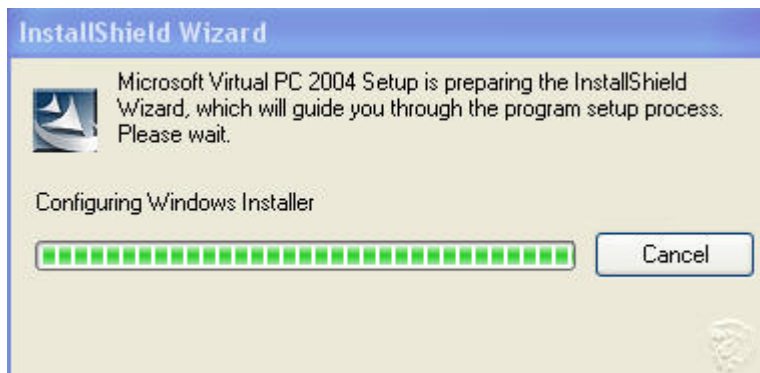 InstallShield Wizard
Microsoft Virtual PC 2004 Setup is preparing the InstallShield
Wizard, which will guide you through the program setup process.
Please wait.
Configuring Windows Installer
Cancel